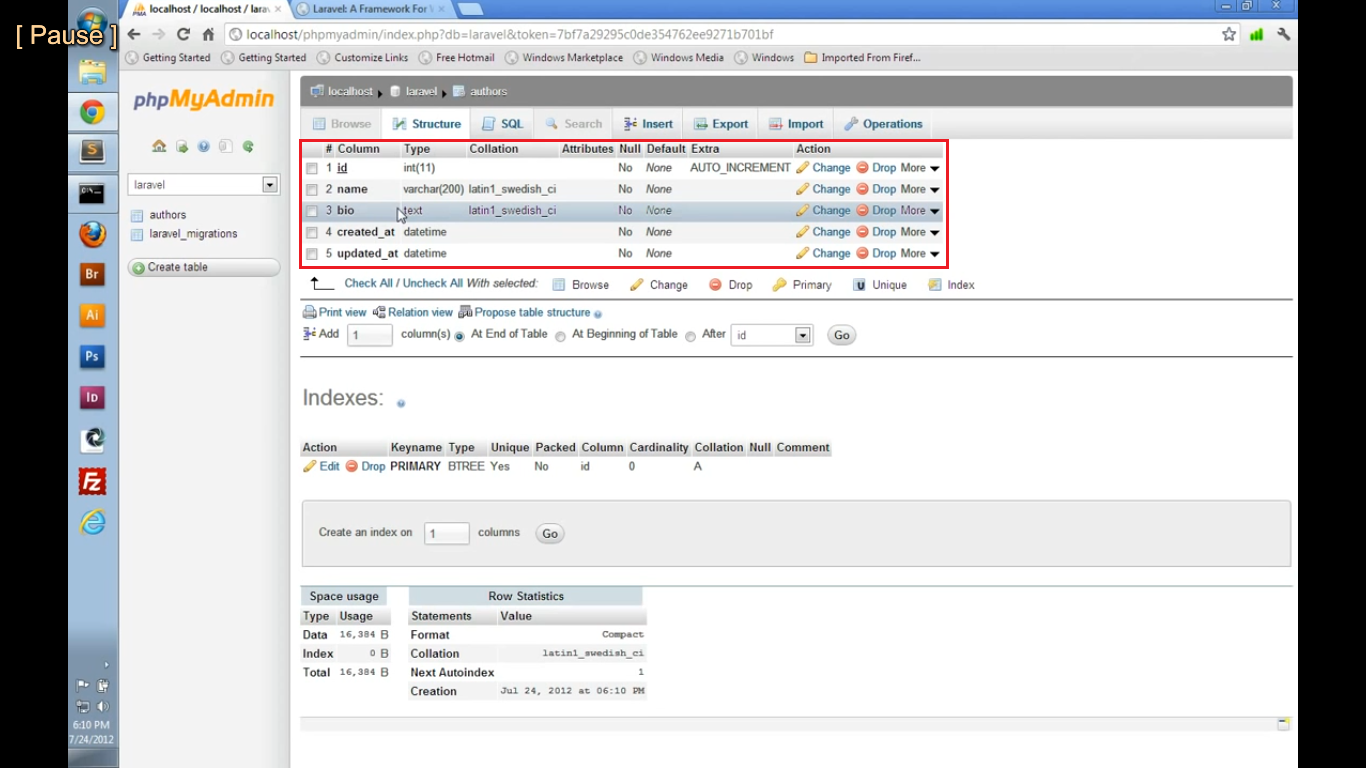 [ Pause ]
localhost / localhost / larav
Laravel: A Framework For
localhost/phpmyadmin/index.php?db=laravel&token=7bf7a29295c0de354762ee9271b701bf
Getting Started Getting Started Customize Links Free Hotmail Windows Marketplace Windows Media Windows Imported From Firef...
phpMyAdmin
laravel
authors
laravel_migrations
Create table
localhost laravel authors
Browse Structure SQL Search Insert Export Import Operations
# Column Type Collation Attributes Null Default Extra Action
1 id int(11) No None AUTO_INCREMENT Change Drop More
2 name varchar(200) latin1_swedish_ci No None Change Drop More
3 bio text latin1_swedish_ci No None Change Drop More
4 created_at datetime No None Change Drop More
5 updated_at datetime No None Change Drop More
Check All / Uncheck All With selected: Browse Change Drop Primary Unique Index
Print view Relation view Propose table structure
Add 1 column(s) At End of Table At Beginning of Table After id Go
Indexes:
Action Keyname Type Unique Packed Column Cardinality Collation Null Comment
Edit Drop PRIMARY BTREE Yes No id 0 A
Create an index on 1 columns Go
Space usage
Type Usage
Data 16,384 B
Index 0 B
Total 16,384 B
Row Statistics
Statements Value
Format Compact
Collation latin1_swedish_ci
Next Autoindex 1
Creation Jul 24, 2012 at 06:10 PM
Br
Ai
Ps
Id
Fz
6:10 PM
7/24/2012